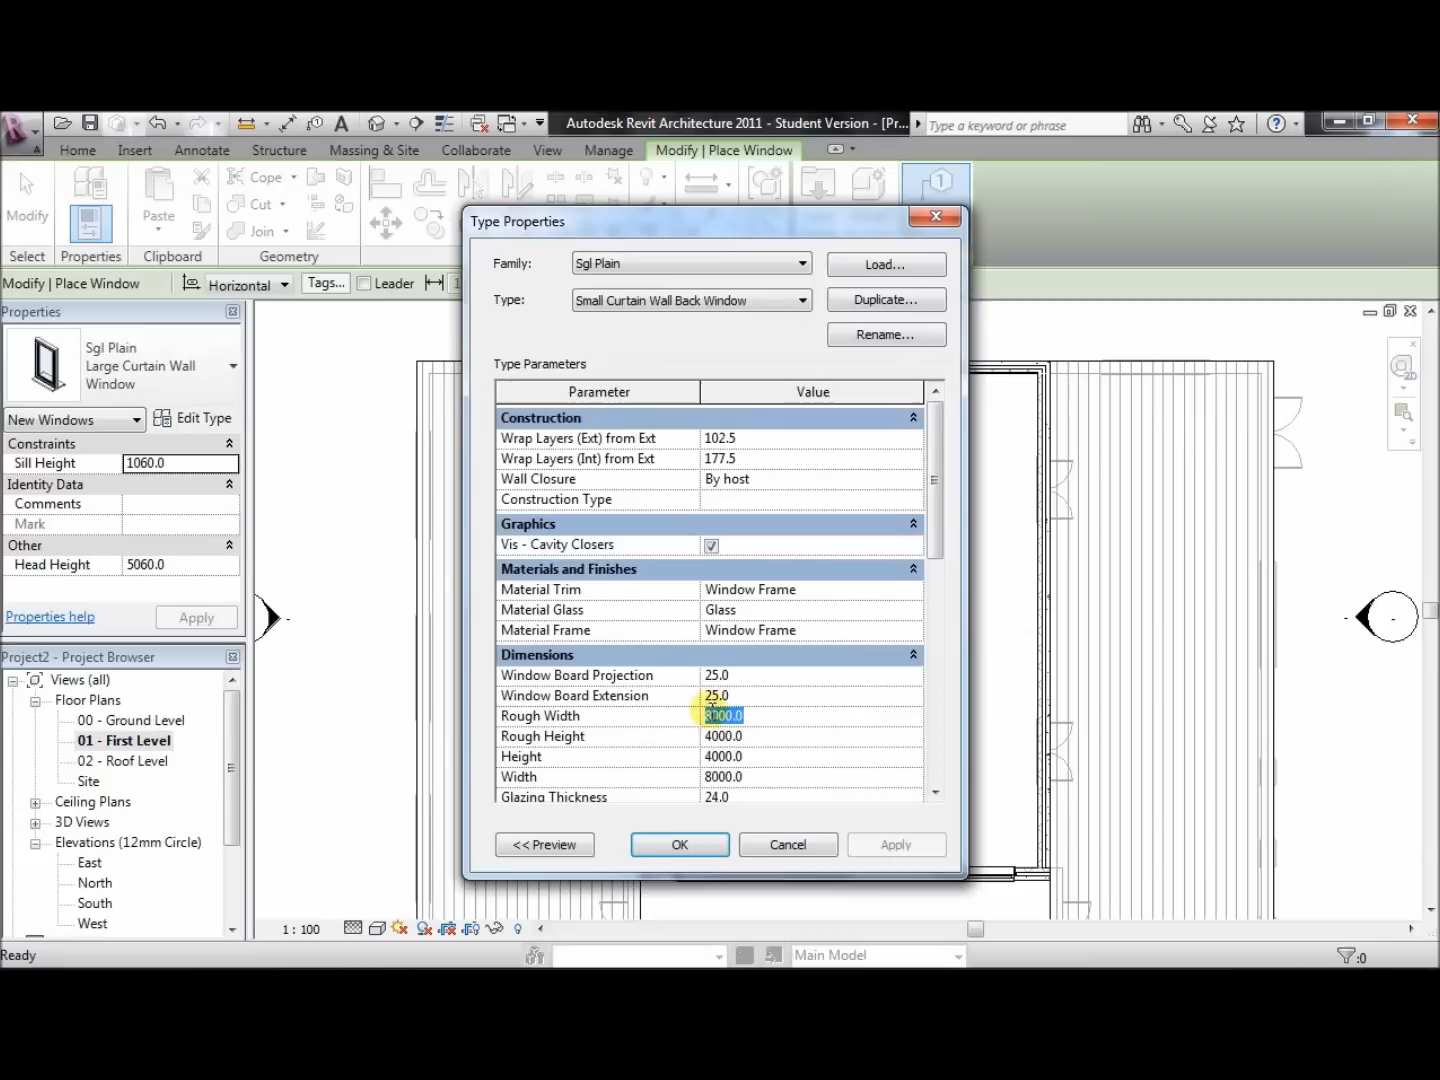 Autodesk Revit Architecture 2011 - Student Version - [Pr...
Type a keyword or phrase
Home Insert Annotate Structure Massing & Site Collaborate View Manage Modify | Place Window
Modify
Paste
Cope
Cut
Join
Select Properties Clipboard Geometry
Modify | Place Window Horizontal Tags... Leader
Properties
Sgl Plain
Large Curtain Wall
Window
New Windows Edit Type
Constraints
Sill Height 1060.0
Identity Data
Comments
Mark
Other
Head Height 5060.0
Properties help Apply
Project2 - Project Browser
Views (all)
Floor Plans
00 - Ground Level
01 - First Level
02 - Roof Level
Site
Ceiling Plans
3D Views
Elevations (12mm Circle)
East
North
South
West
Type Properties
Family: Sgl Plain Load...
Type: Small Curtain Wall Back Window Duplicate...
Rename...
Type Parameters
Parameter Value
Construction
Wrap Layers (Ext) from Ext 102.5
Wrap Layers (Int) from Ext 177.5
Wall Closure By host
Construction Type
Graphics
Vis - Cavity Closers
Materials and Finishes
Material Trim Window Frame
Material Glass Glass
Material Frame Window Frame
Dimensions
Window Board Projection 25.0
Window Board Extension 25.0
Rough Width 8000.0
Rough Height 4000.0
Height 4000.0
Width 8000.0
Glazing Thickness 24.0
<< Preview OK Cancel Apply
2D
1 : 100
Ready Main Model :0